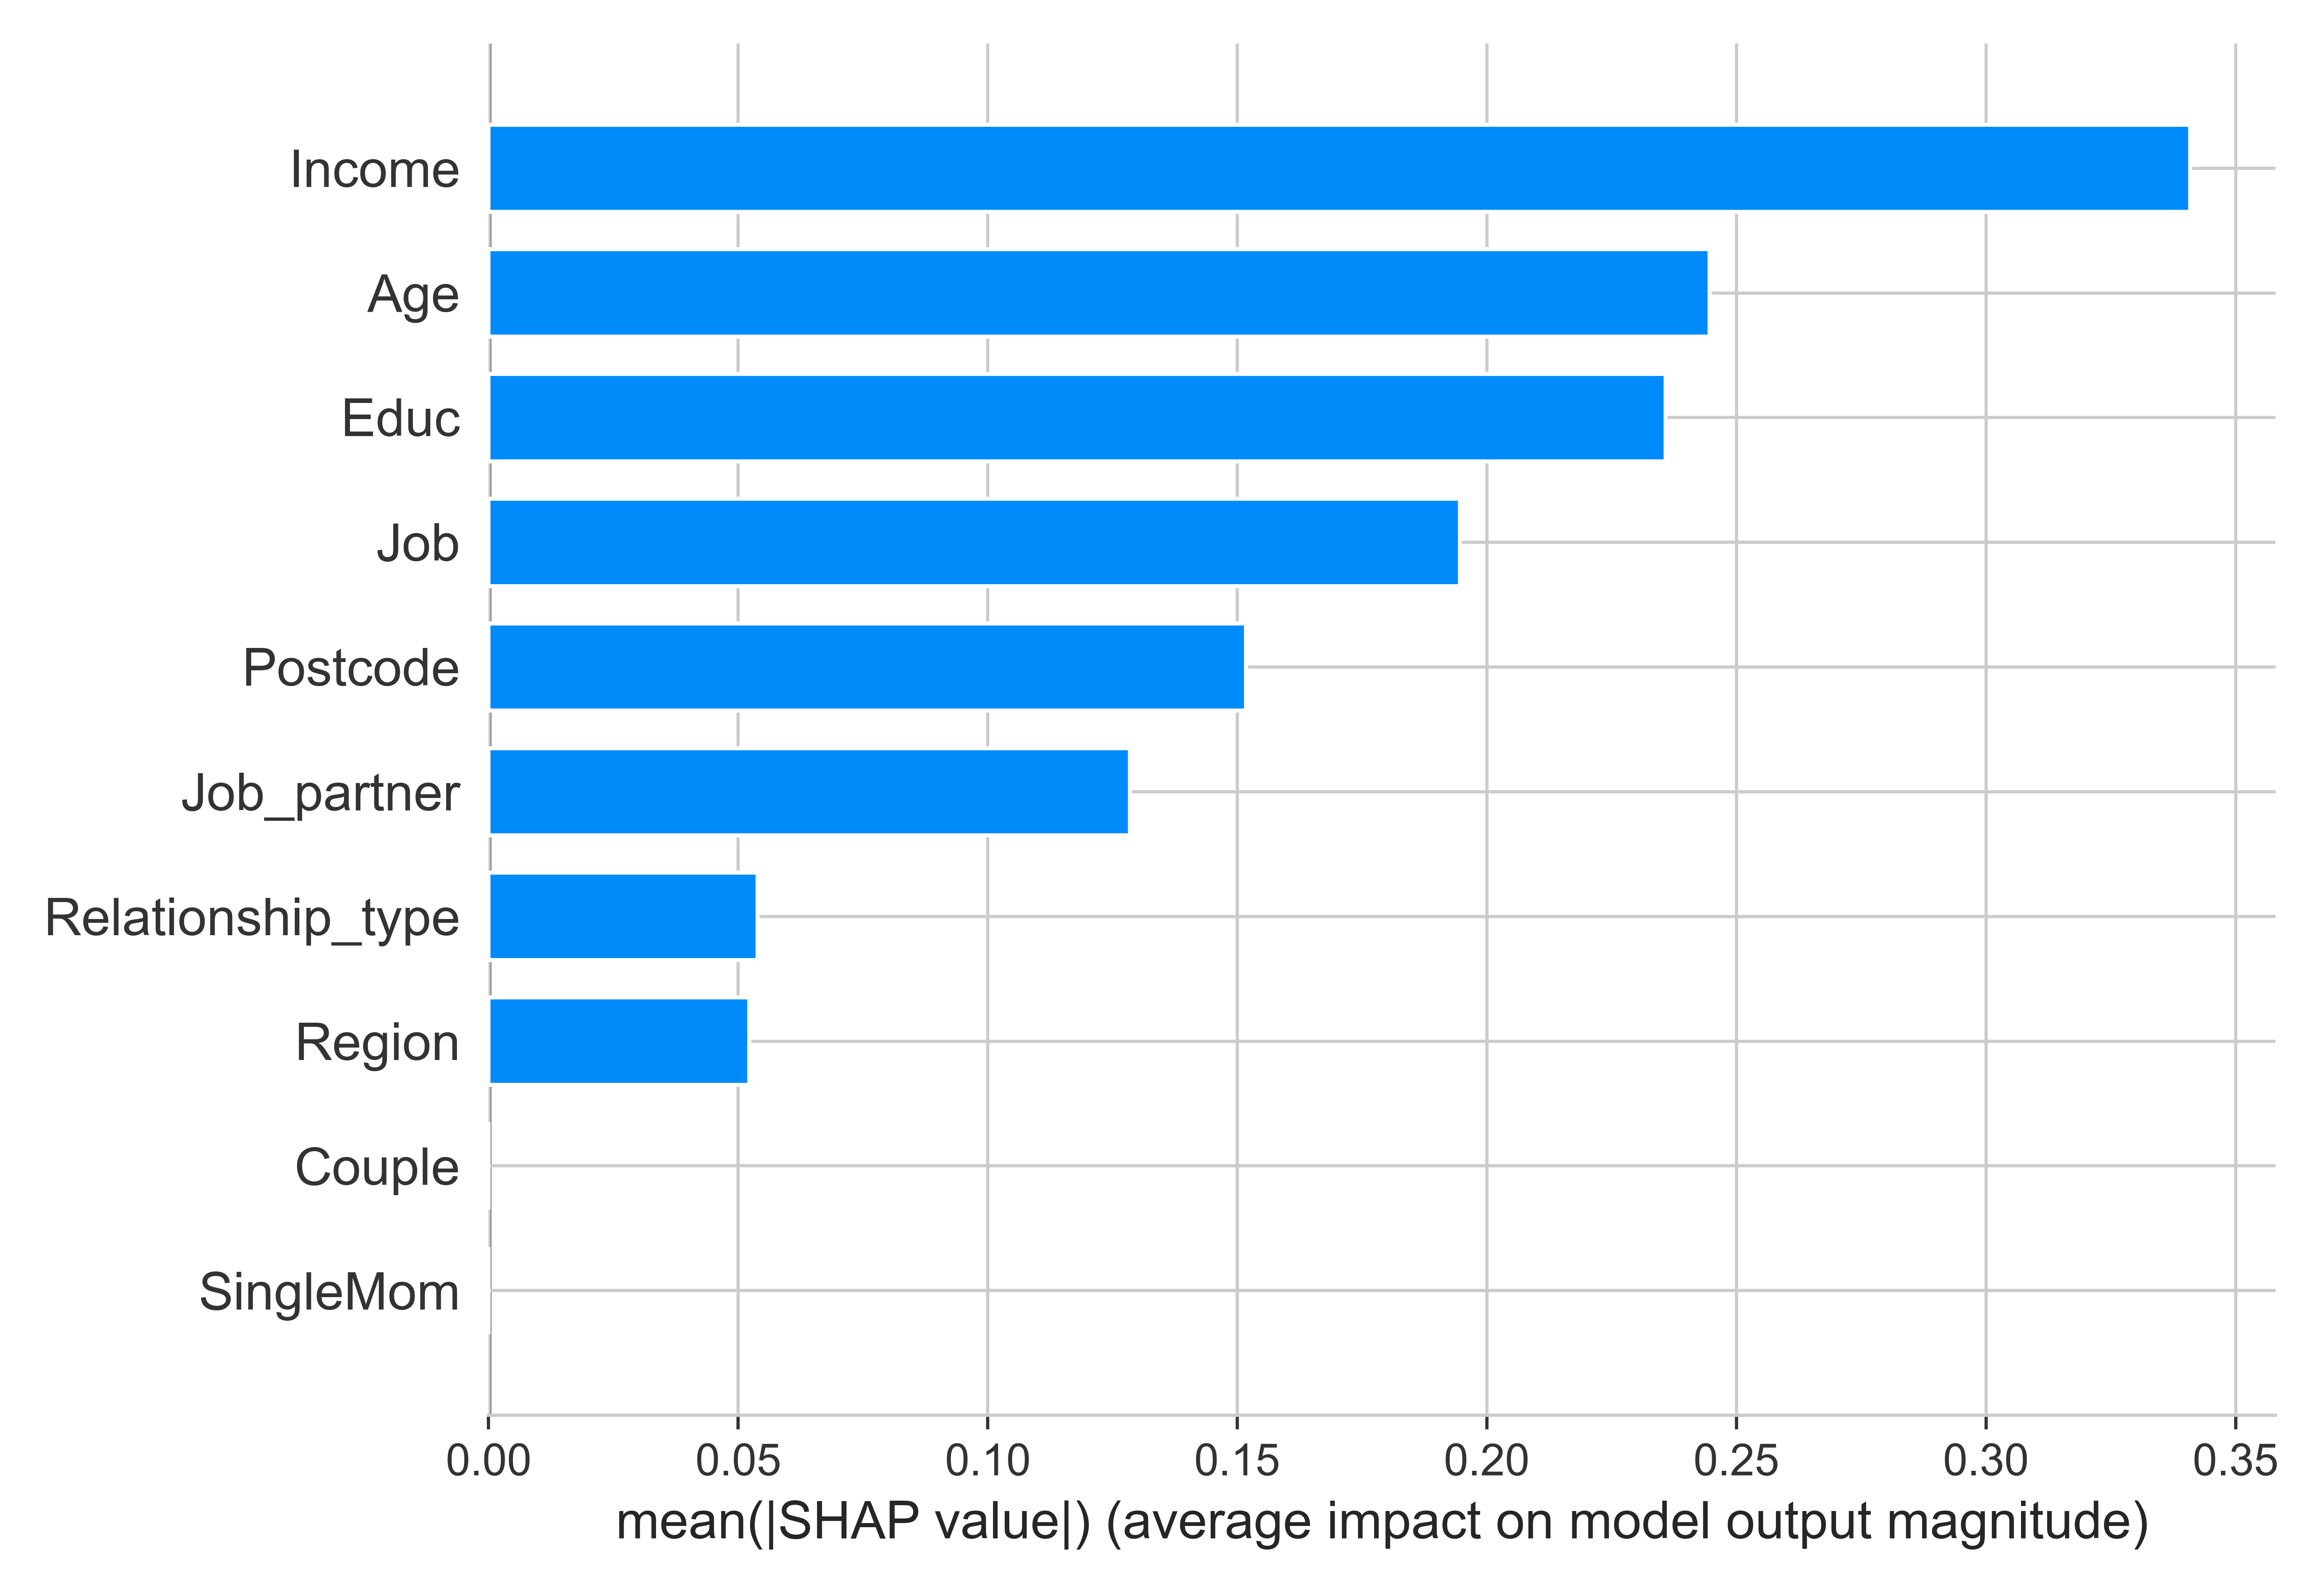 Income
Age
Educ
Job
Postcode
Job_partner
Relationship_type
Region
Couple
SingleMom
0.00 0.05 0.10 0.15 0.20 0.25 0.30 0.35
mean(|SHAP value|) (average impact on model output magnitude)